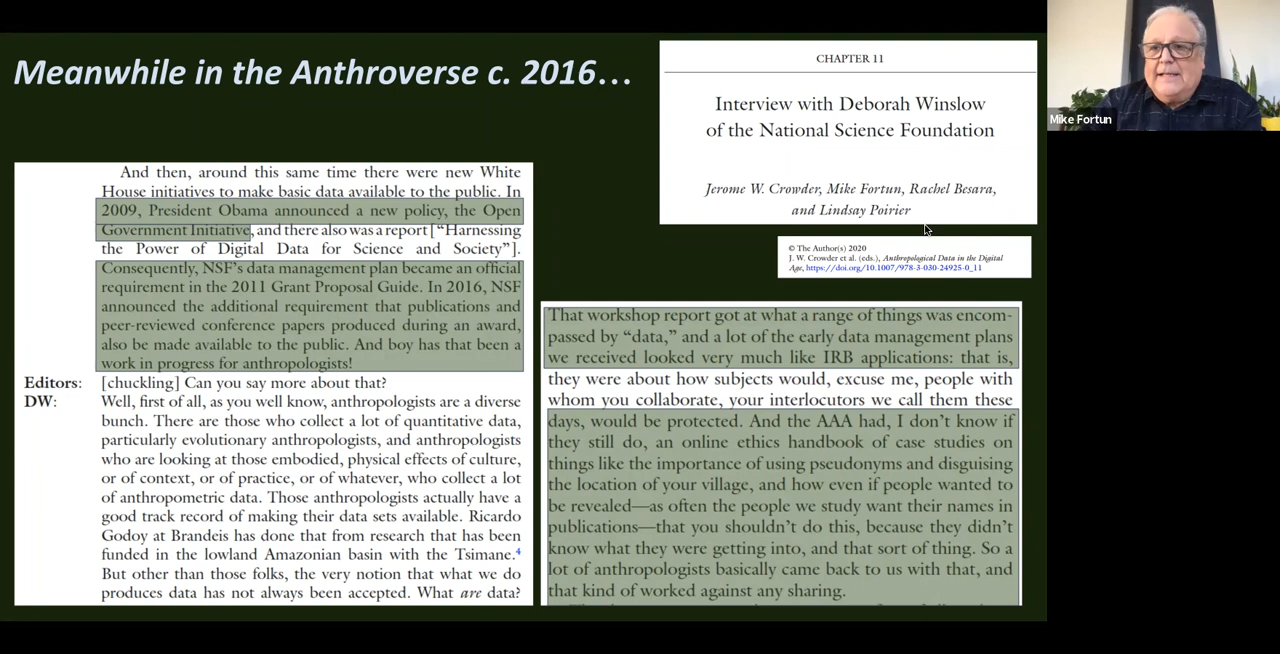 Meanwhile in the Anthroverse c. 2016…
CHAPTER 11
Interview with Deborah Winslow
of the National Science Foundation
Jerome W. Crowder, Mike Fortun, Rachel Besara,
and Lindsay Poirier
© The Author(s) 2020
J. W. Crowder et al. (eds.), Anthropological Data in the Digital
Age, https://doi.org/10.1007/978-3-030-24925-0_11
Mike Fortun
And then, around this same time there were new White
House initiatives to make basic data available to the public. In
2009, President Obama announced a new policy, the Open
Government Initiative, and there also was a report [“Harnessing
the Power of Digital Data for Science and Society”].
Consequently, NSF’s data management plan became an official
requirement in the 2011 Grant Proposal Guide. In 2016, NSF
announced the additional requirement that publications and
peer-reviewed conference papers produced during an award,
also be made available to the public. And boy has that been a
work in progress for anthropologists!
Editors: [chuckling] Can you say more about that?
DW: Well, first of all, as you well know, anthropologists are a diverse
bunch. There are those who collect a lot of quantitative data,
particularly evolutionary anthropologists, and anthropologists
who are looking at those embodied, physical effects of culture,
or of context, or of practice, or of whatever, who collect a lot
of anthropometric data. Those anthropologists actually have a
good track record of making their data sets available. Ricardo
Godoy at Brandeis has done that from research that has been
funded in the lowland Amazonian basin with the Tsimane.4
But other than those folks, the very notion that what we do
produces data has not always been accepted. What are data?
That workshop report got at what a range of things was encom-
passed by “data,” and a lot of the early data management plans
we received looked very much like IRB applications: that is,
they were about how subjects would, excuse me, people with
whom you collaborate, your interlocutors we call them these
days, would be protected. And the AAA had, I don’t know if
they still do, an online ethics handbook of case studies on
things like the importance of using pseudonyms and disguising
the location of your village, and how even if people wanted to
be revealed—as often the people we study want their names in
publications—that you shouldn’t do this, because they didn’t
know what they were getting into, and that sort of thing. So a
lot of anthropologists basically came back to us with that, and
that kind of worked against any sharing.